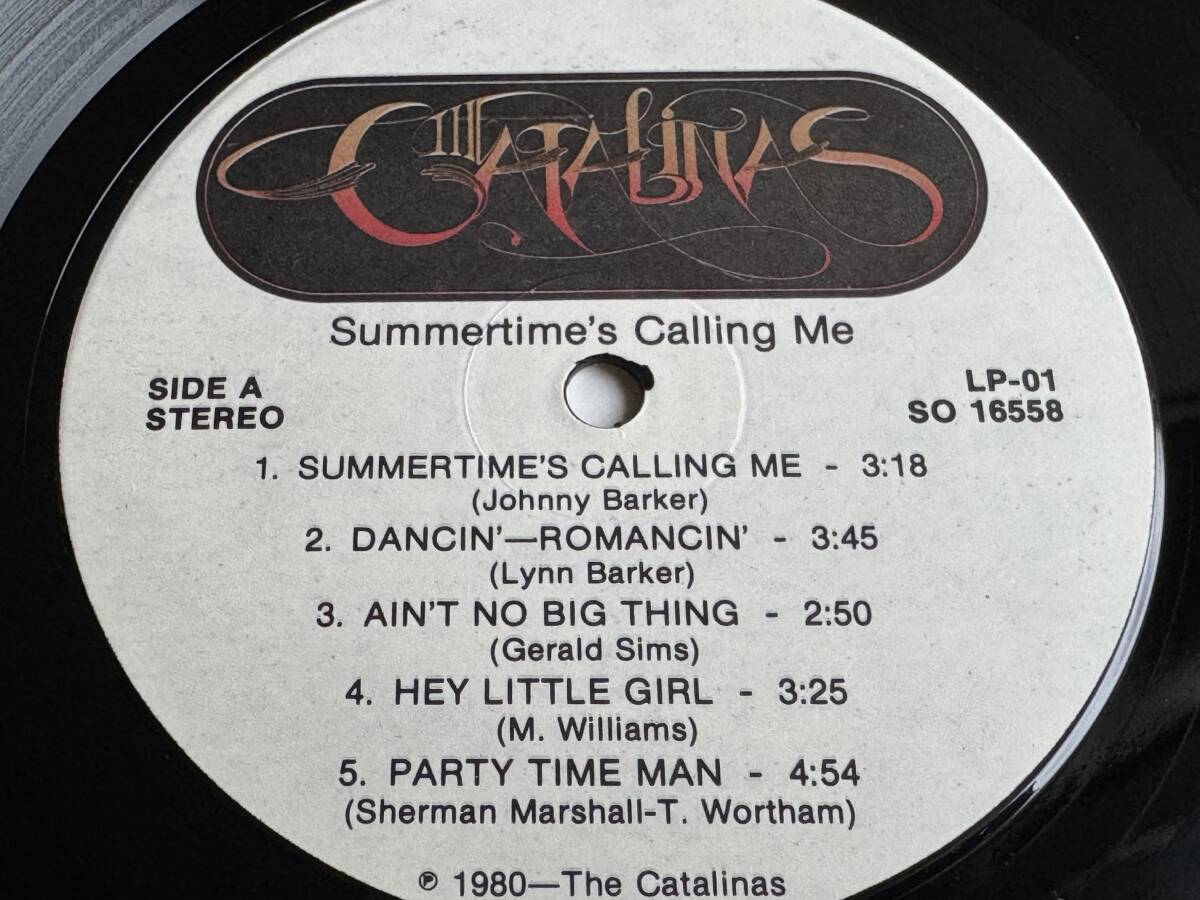 The Catalinas
Summertime's Calling Me
SIDE A
STEREO
LP-01
SO 16558
1. SUMMERTIME'S CALLING ME - 3:18
(Johnny Barker)
2. DANCIN'—ROMANCIN' - 3:45
(Lynn Barker)
3. AIN'T NO BIG THING - 2:50
(Gerald Sims)
4. HEY LITTLE GIRL - 3:25
(M. Williams)
5. PARTY TIME MAN - 4:54
(Sherman Marshall-T. Wortham)
℗ 1980—The Catalinas